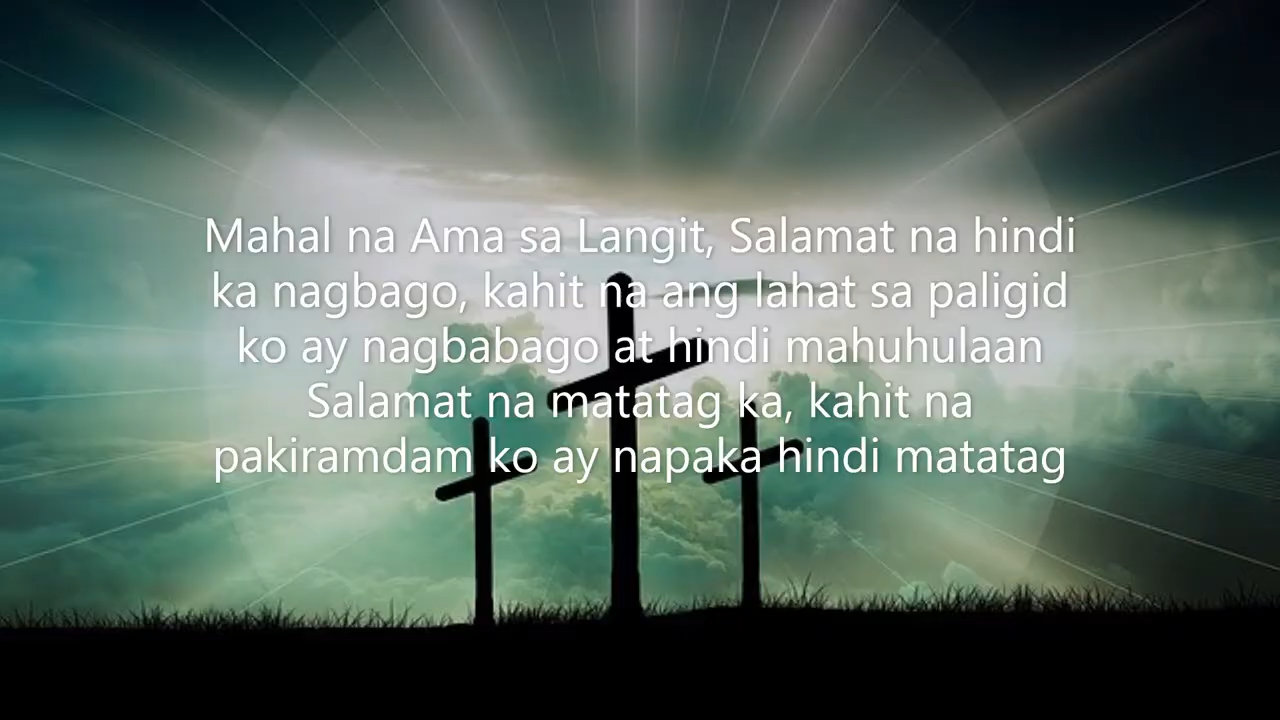 Mahal na Ama sa Langit, Salamat na hindi
ka nagbago, kahit na ang lahat sa paligid
ko ay nagbabago at hindi mahuhulaan
Salamat na matatag ka, kahit na
pakiramdam ko ay napaka hindi matatag